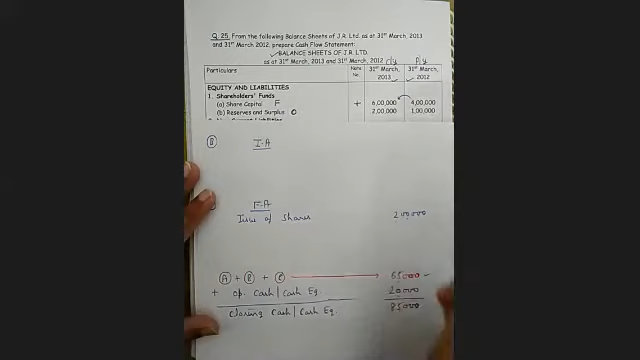 Q. 25. From the following Balance Sheets of J.R. Ltd. as at 31st March, 2013
and 31st March 2012, prepare Cash Flow Statement:
BALANCE SHEETS OF J.R. LTD.
as at 31st March, 2013 and 31st March, 2012 c/y P/y
Particulars Note No. 31st March, 2013 31st March, 2012
EQUITY AND LIABILITIES
1. Shareholders' Funds
(a) Share Capital F + 6,00,000 4,00,000
(b) Reserves and Surplus O 2,00,000 1,00,000
B I.A
F.A
Issue of Shares 200,000
A + B + C 65,000
+ Op. Cash | Cash Eq. 20,000
Closing Cash | Cash Eq. 85,000